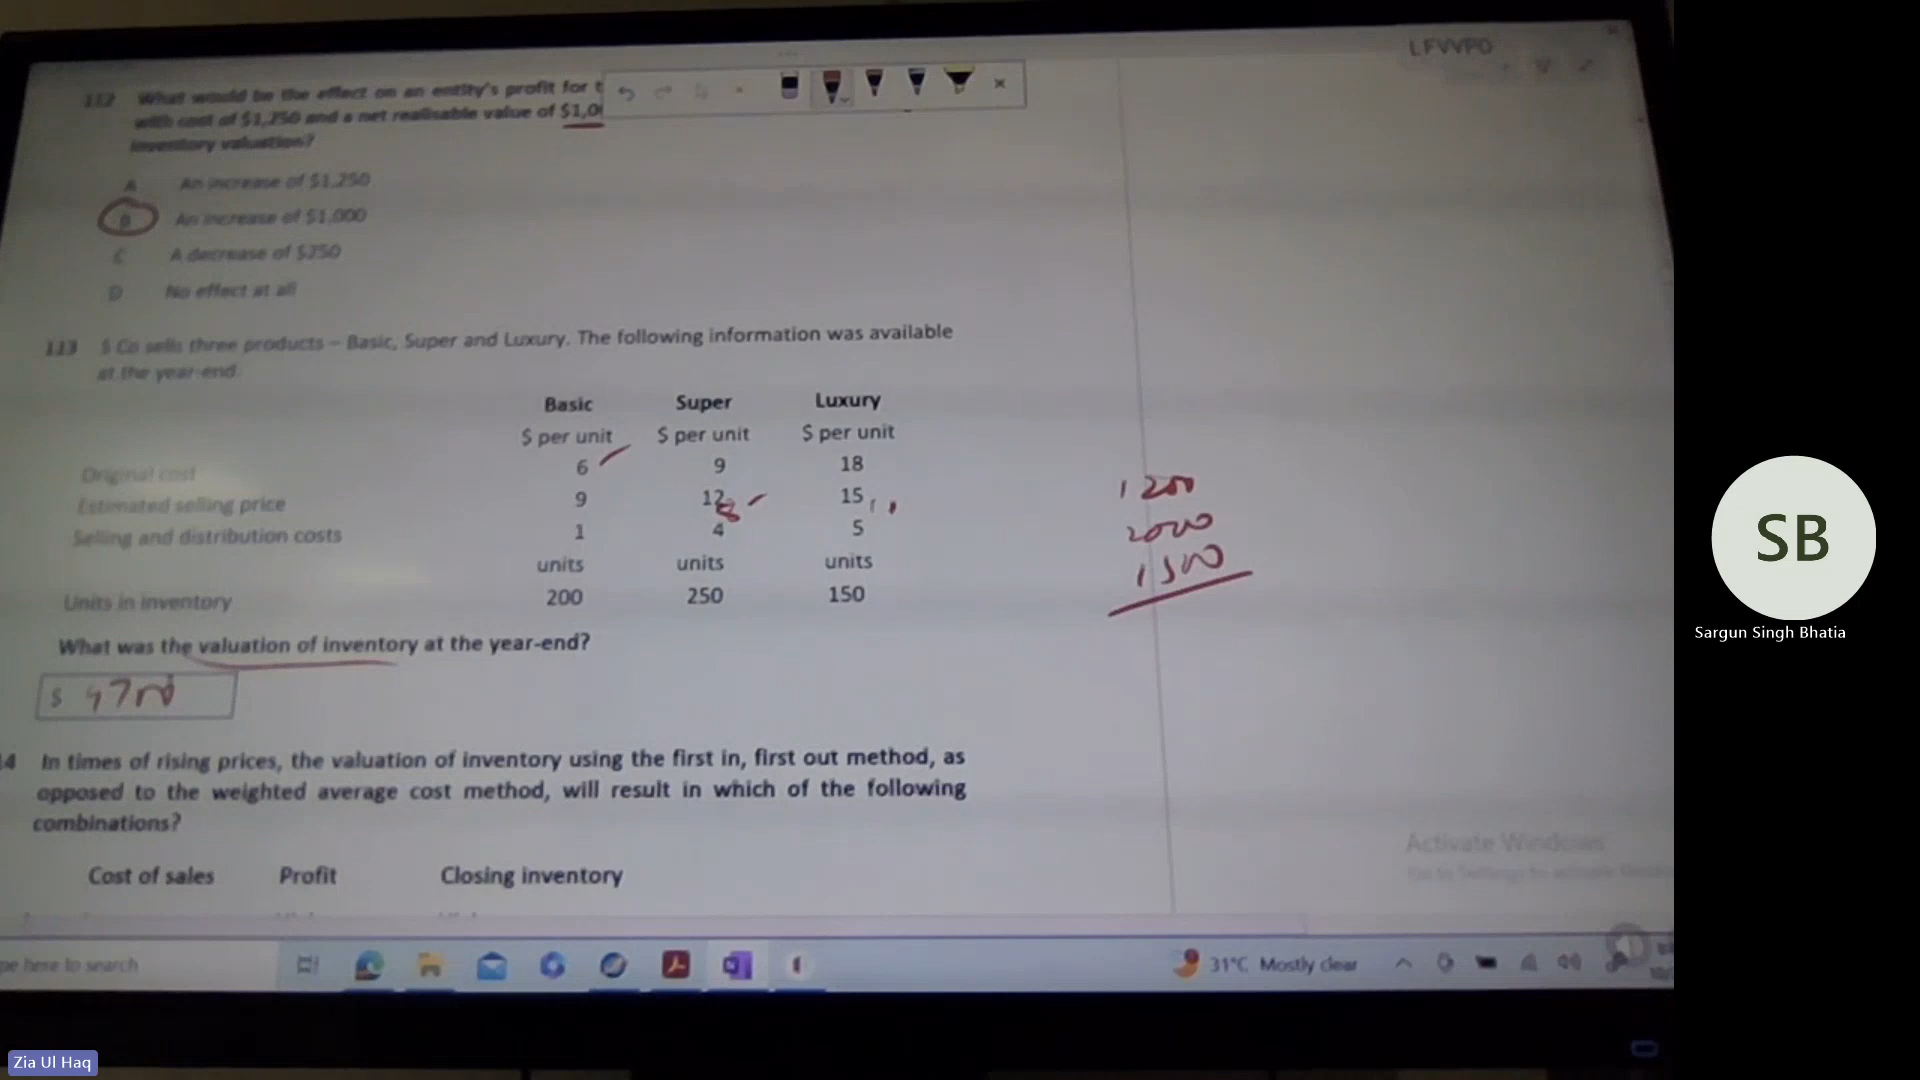 LFVVPD
112 What would be the effect on an entity's profit for t
with cost of $1,250 and a net realisable value of $1,0
inventory valuation?
A An increase of $1,250
B An increase of $1,000
C A decrease of $250
D No effect at all
113 S Co sells three products – Basic, Super and Luxury. The following information was available
at the year-end.
Basic Super Luxury
$ per unit $ per unit $ per unit
Original cost 6 9 18
Estimated selling price 9 12 15
8
Selling and distribution costs 1 4 5
units units units
Units in inventory 200 250 150
1200
2000
1500
What was the valuation of inventory at the year-end?
$ 4700
4 In times of rising prices, the valuation of inventory using the first in, first out method, as
opposed to the weighted average cost method, will result in which of the following
combinations?
Cost of sales Profit Closing inventory
Activate Windows
pe here to search
31°C Mostly clear
SB
Sargun Singh Bhatia
Zia Ul Haq